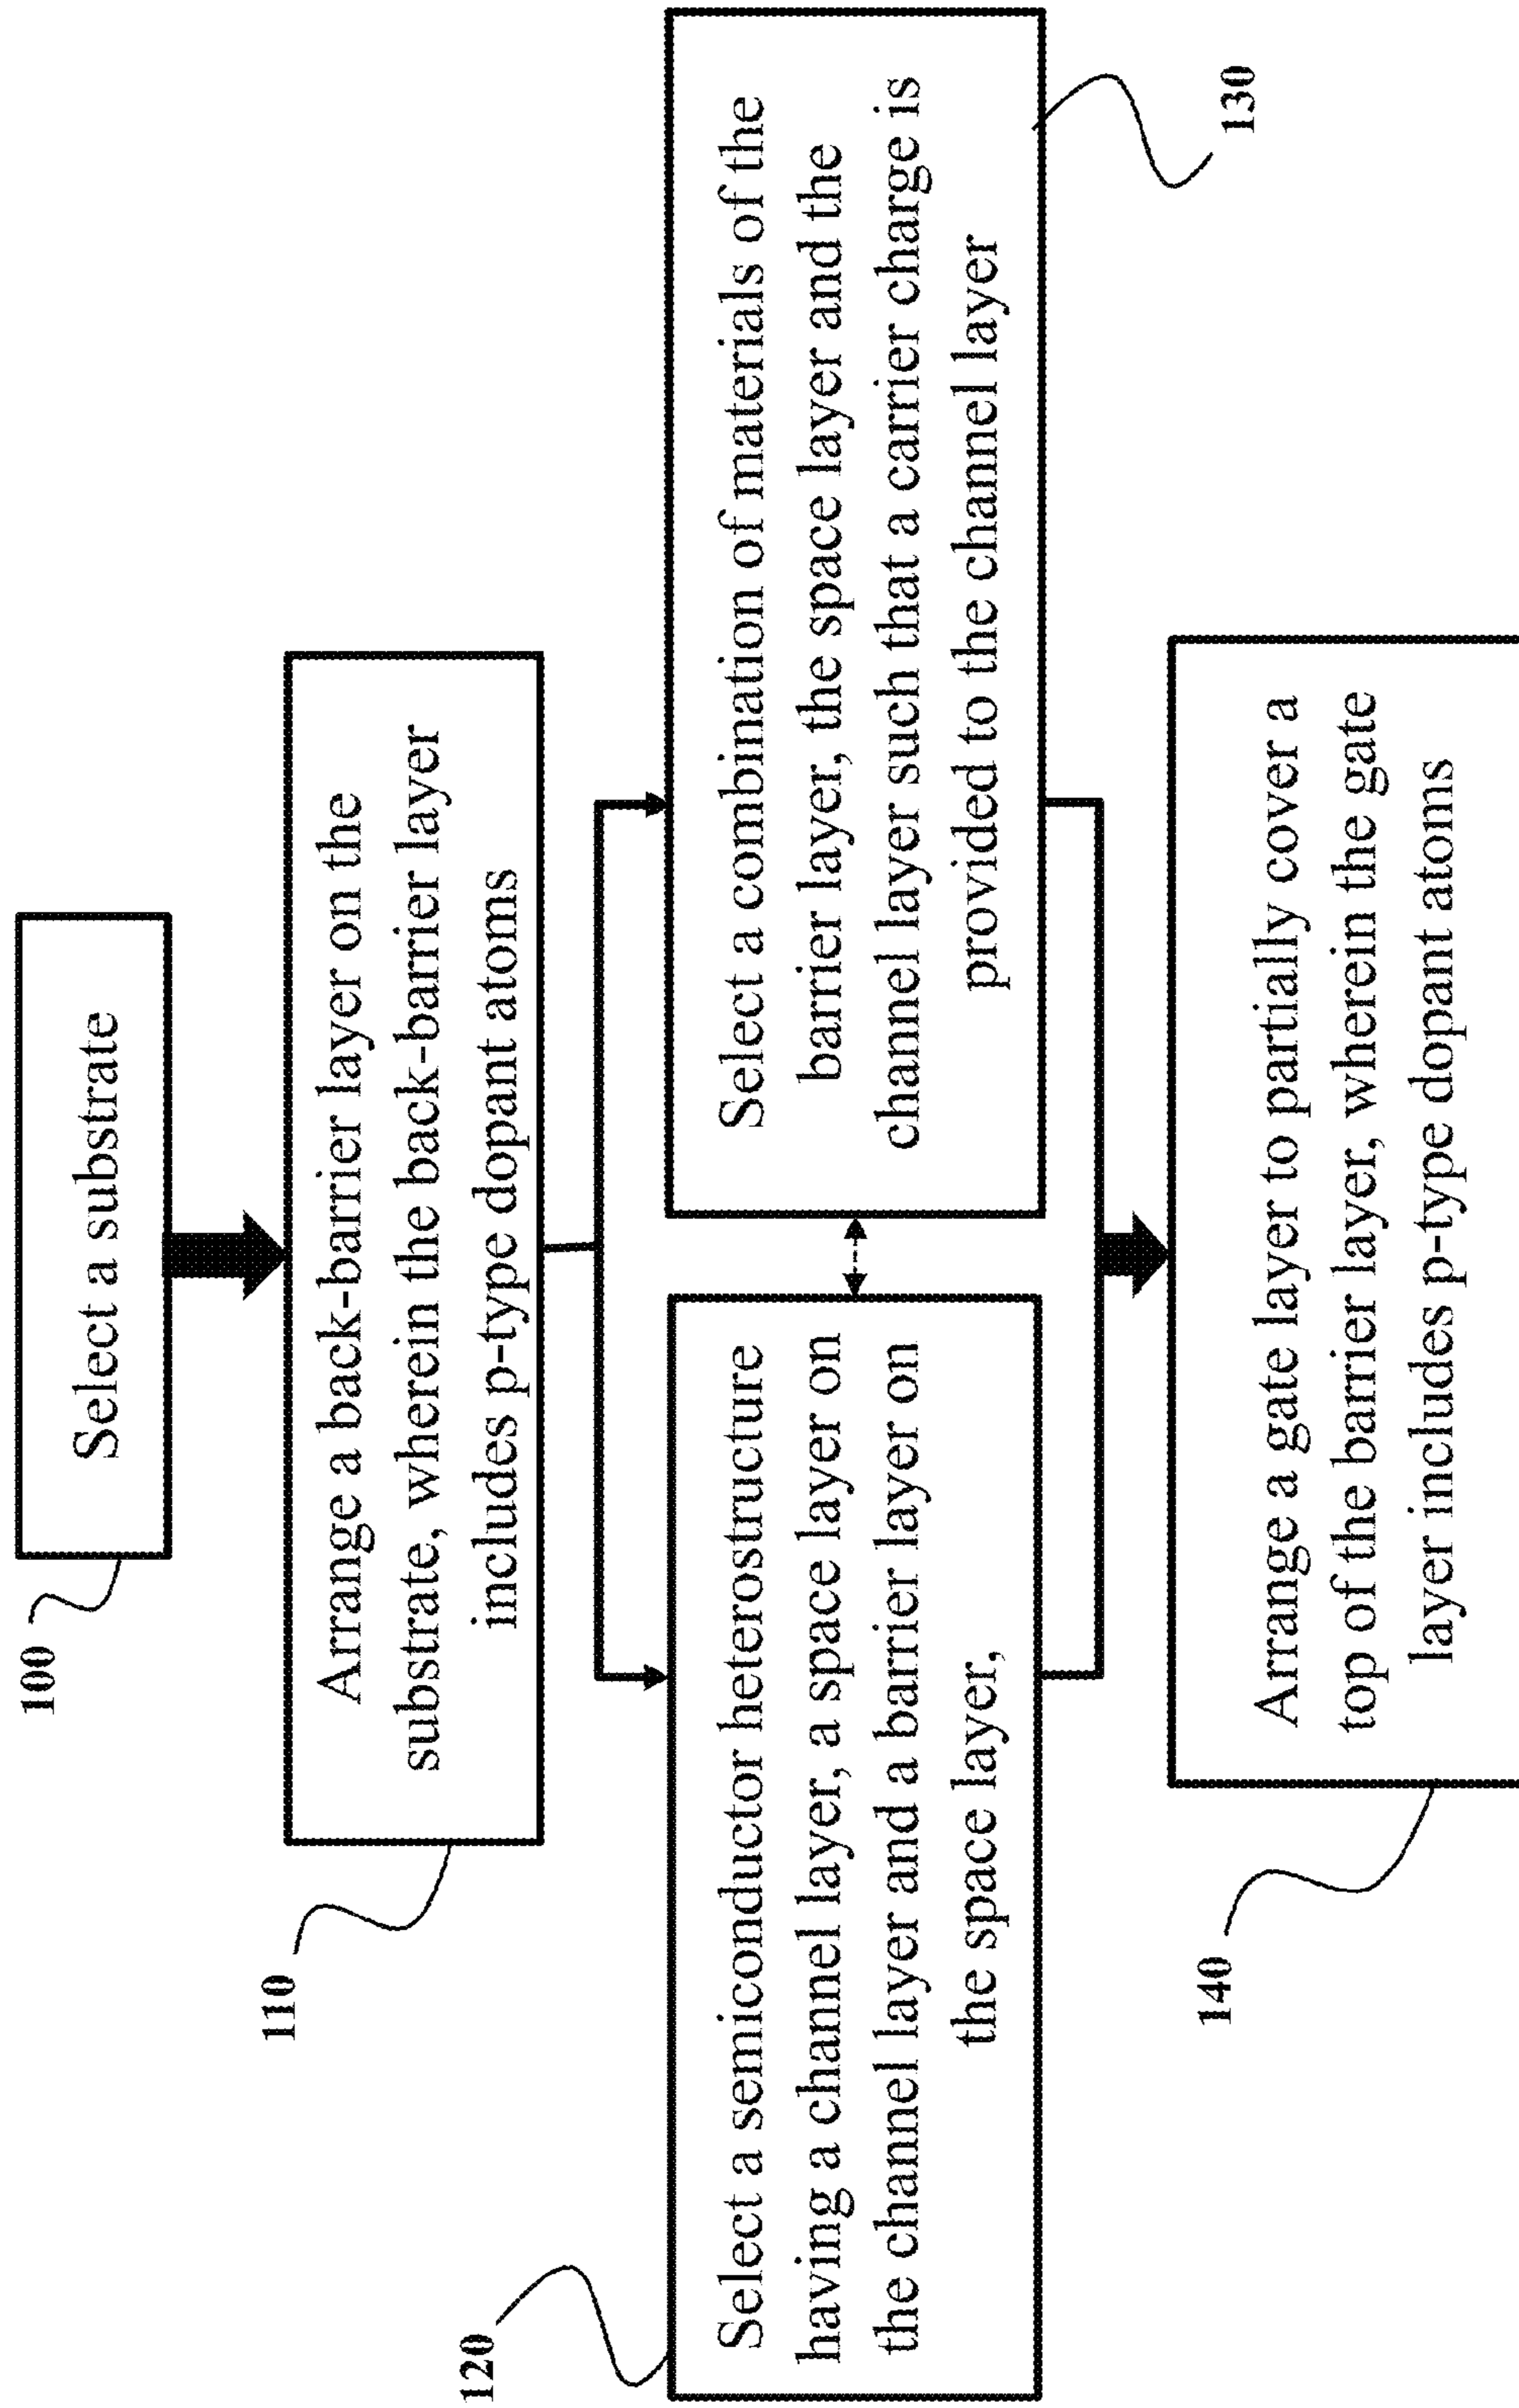 100
Select a substrate
110
Arrange a back-barrier layer on the
substrate, wherein the back-barrier layer
includes p-type dopant atoms
120
Select a semiconductor heterostructure
having a channel layer, a space layer on
the channel layer and a barrier layer on
the space layer,
Select a combination of materials of the
barrier layer, the space layer and the
channel layer such that a carrier charge is
provided to the channel layer
130
140
Arrange a gate layer to partially cover a
top of the barrier layer, wherein the gate
layer includes p-type dopant atoms